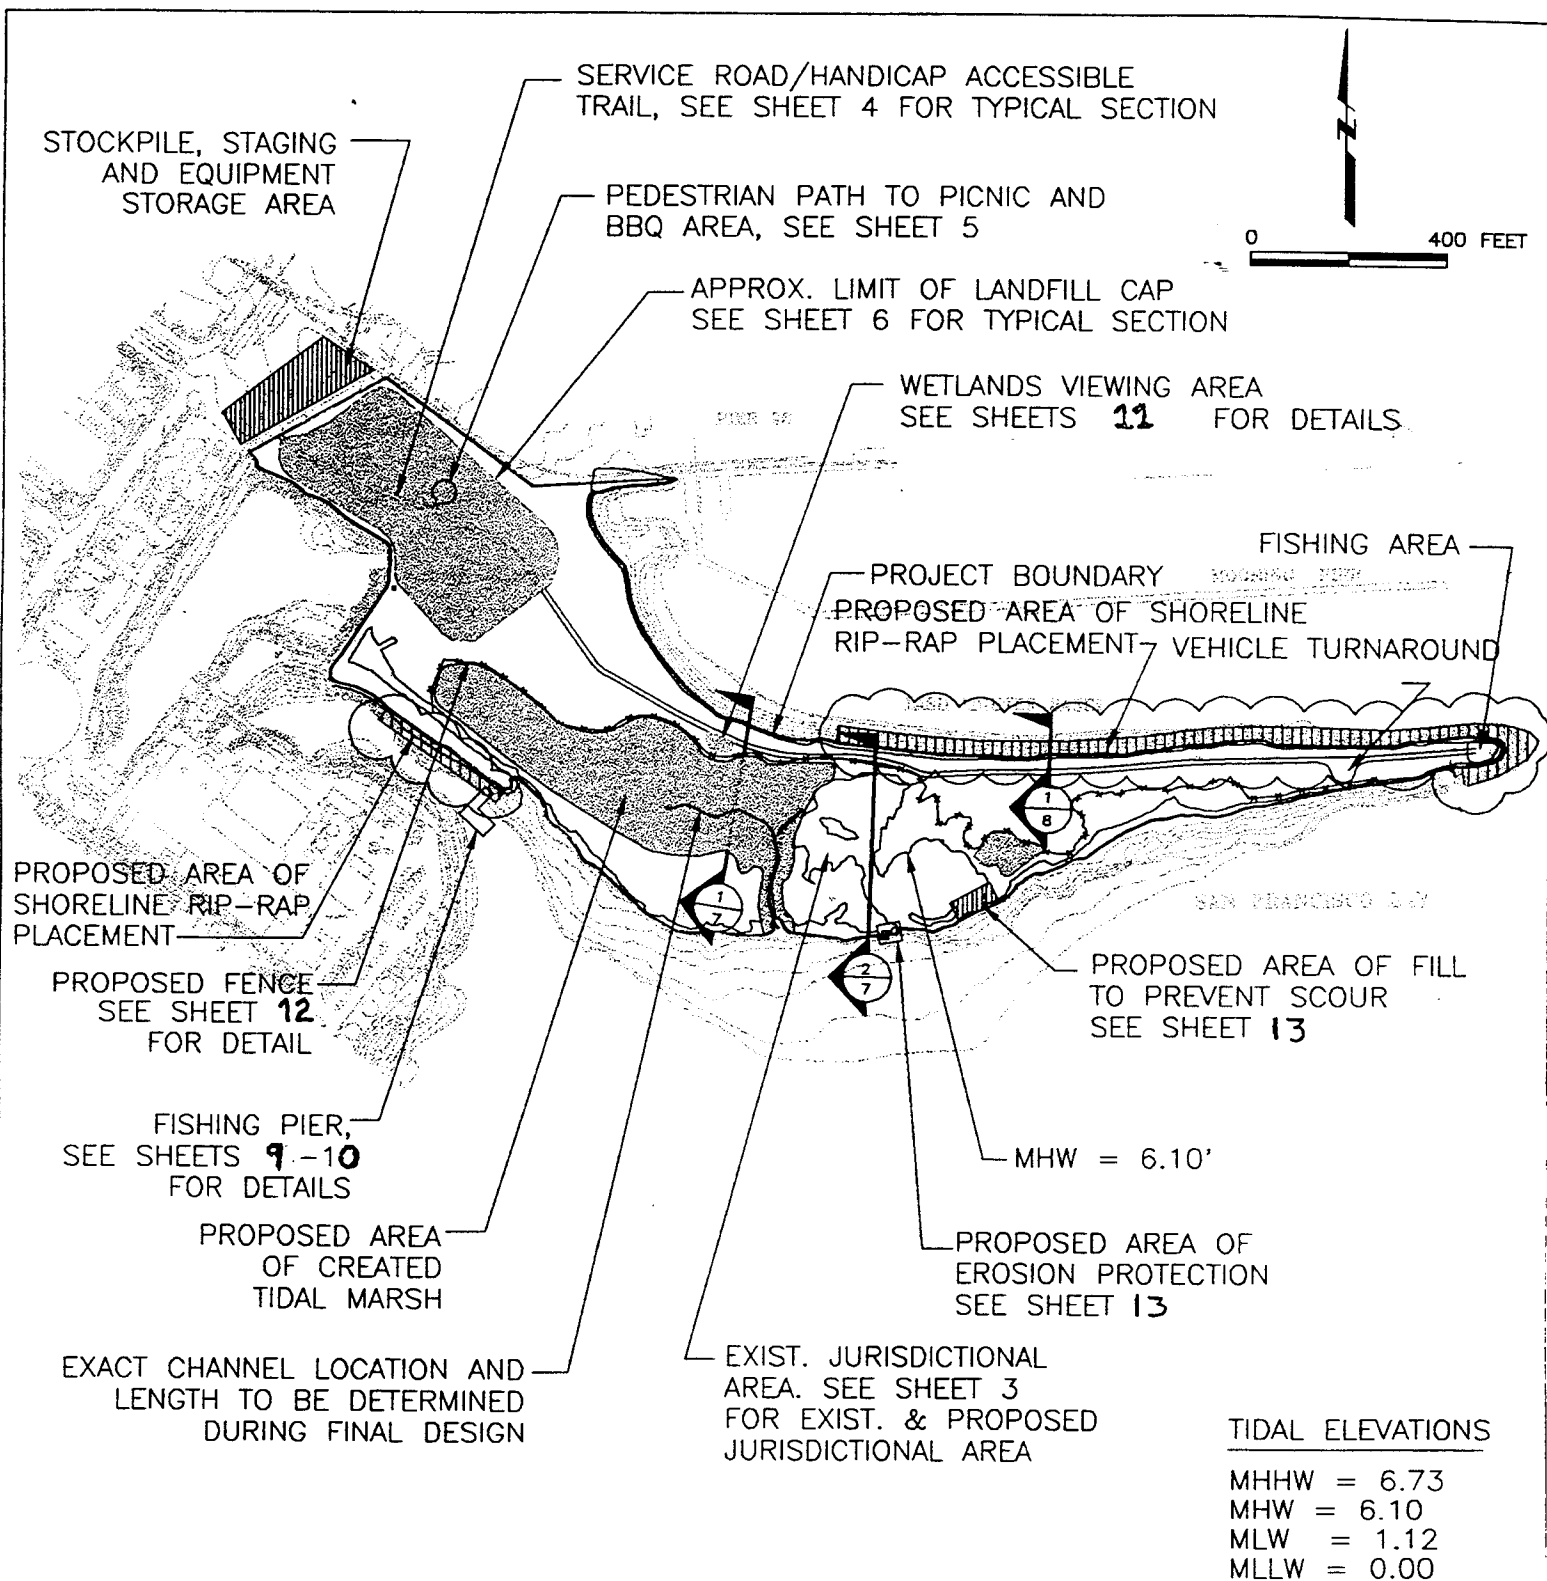 SERVICE ROAD/HANDICAP ACCESSIBLE
TRAIL, SEE SHEET 4 FOR TYPICAL SECTION
STOCKPILE, STAGING
AND EQUIPMENT
STORAGE AREA
PEDESTRIAN PATH TO PICNIC AND
BBQ AREA, SEE SHEET 5
N
0 400 FEET
APPROX. LIMIT OF LANDFILL CAP
SEE SHEET 6 FOR TYPICAL SECTION
WETLANDS VIEWING AREA
SEE SHEETS 11 FOR DETAILS
FISHING AREA
PROJECT BOUNDARY
PROPOSED AREA OF SHORELINE
RIP-RAP PLACEMENT
VEHICLE TURNAROUND
1
8
1
7
2
7
SAN FRANCISCO BAY
PROPOSED AREA OF
SHORELINE RIP-RAP
PLACEMENT
PROPOSED FENCE
SEE SHEET 12
FOR DETAIL
PROPOSED AREA OF FILL
TO PREVENT SCOUR
SEE SHEET 13
FISHING PIER,
SEE SHEETS 9-10
FOR DETAILS
MHW = 6.10'
PROPOSED AREA
OF CREATED
TIDAL MARSH
PROPOSED AREA OF
EROSION PROTECTION
SEE SHEET 13
EXACT CHANNEL LOCATION AND
LENGTH TO BE DETERMINED
DURING FINAL DESIGN
EXIST. JURISDICTIONAL
AREA. SEE SHEET 3
FOR EXIST. & PROPOSED
JURISDICTIONAL AREA
TIDAL ELEVATIONS
MHHW = 6.73
MHW = 6.10
MLW = 1.12
MLLW = 0.00